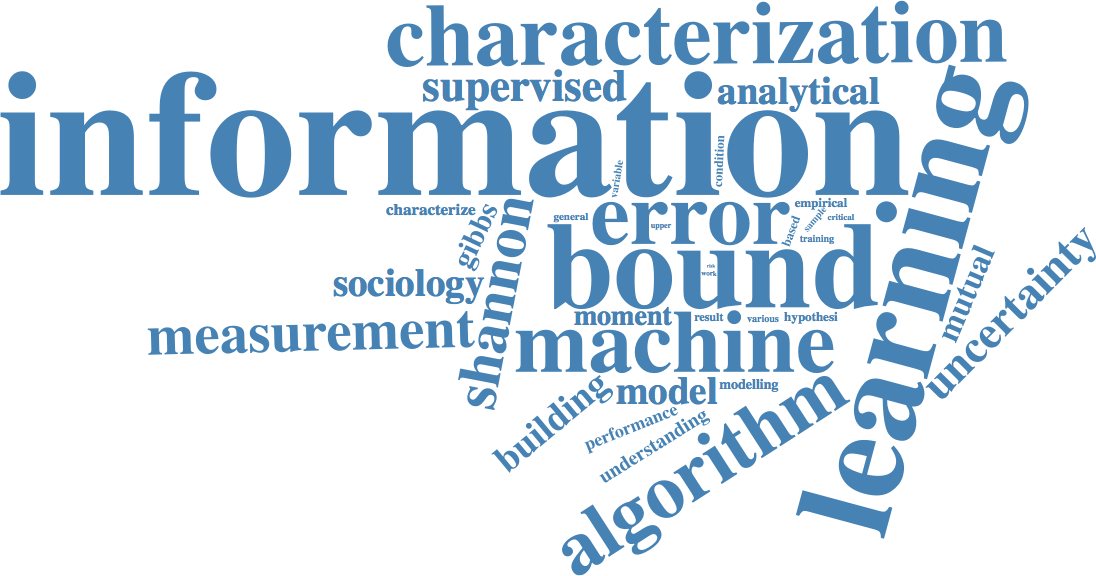 characterization
supervised
analytical
information
learning
condition
variable
characterize
gibbs
shannon
general
error
upper
empirical
sample
critical
based
training
bound
risk
work
sociology
mutual
uncertainty
measurement
moment
result
various
hypothesi
machine
model
modelling
building
performance
understanding
algorithm